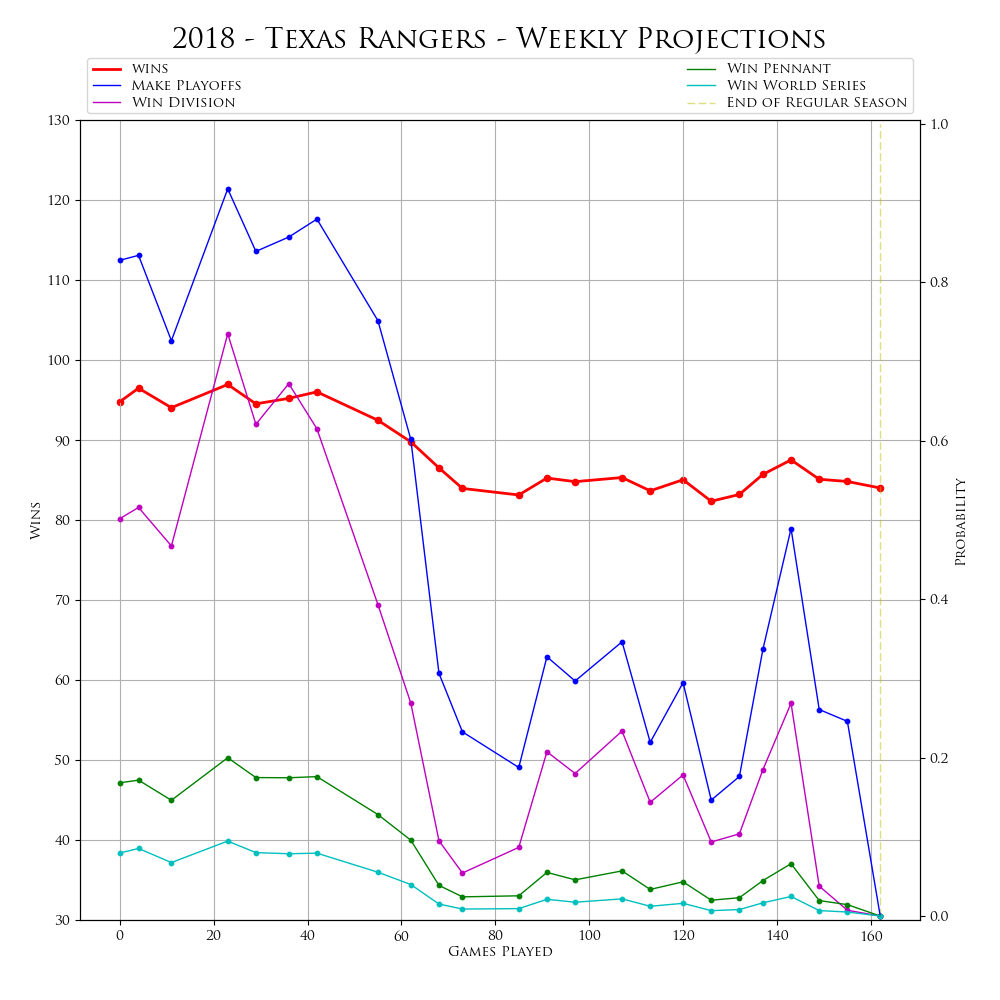 2018 - Texas Rangers - Weekly Projections
wins
Make Playoffs
Win Division
Win Pennant
Win World Series
End of Regular Season
130
120
110
100
90
80
70
60
50
40
30
Wins
1.0
0.8
0.6
0.4
0.2
0.0
Probability
0 20 40 60 80 100 120 140 160
Games Played